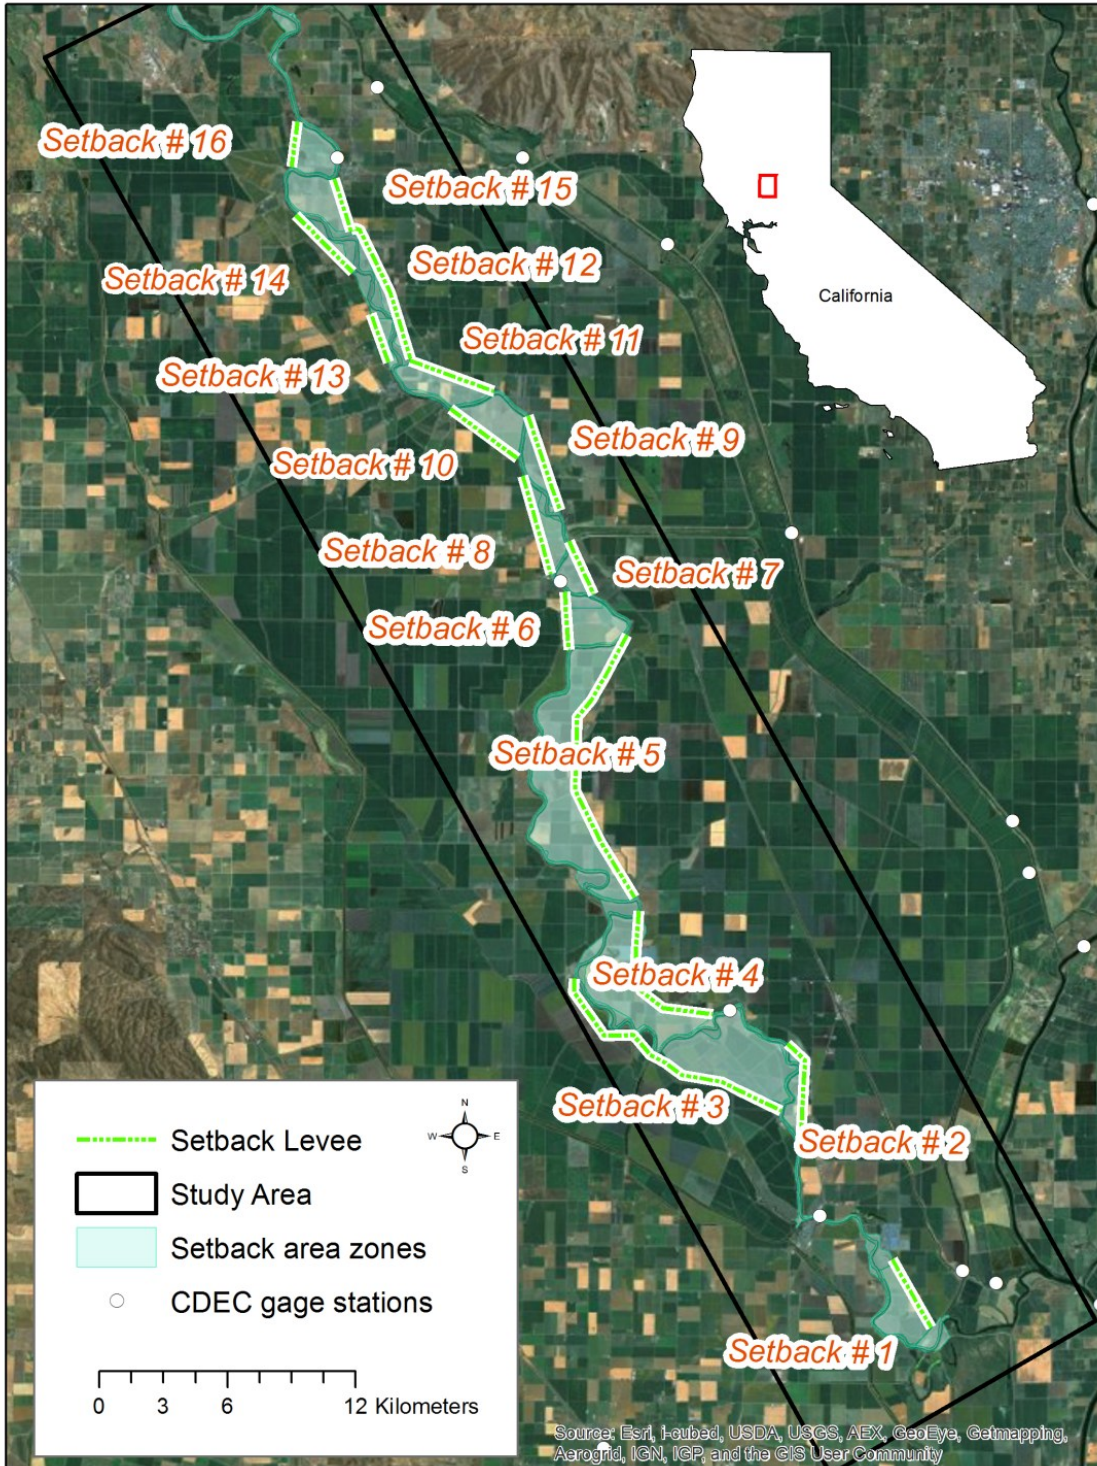 Setback # 16
Setback # 15
Setback # 12
Setback # 14
California
Setback # 11
Setback # 13
Setback # 9
Setback # 10
Setback # 8
Setback # 7
Setback # 6
Setback # 5
Setback # 4
Setback # 3
Setback # 2
Setback # 1
N
W E
S
Setback Levee
Study Area
Setback area zones
CDEC gage stations
0 3 6 12 Kilometers
Source: Esri, i-cubed, USDA, USGS, AEX, GeoEye, Getmapping,
Aerogrid, IGN, IGP, and the GIS User Community